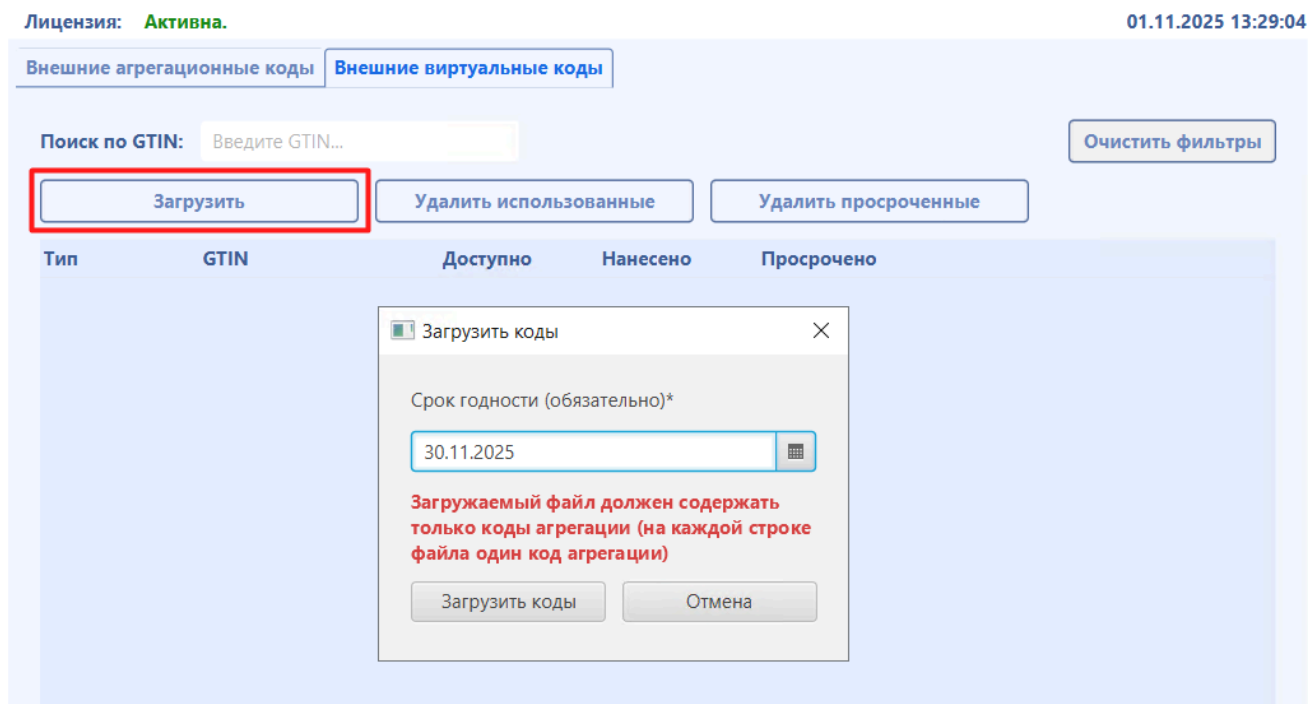 Лицензия: Активна. 01.11.2025 13:29:04
Внешние агрегационные коды Внешние виртуальные коды
Поиск по GTIN: Введите GTIN... Очистить фильтры
Загрузить Удалить использованные Удалить просроченные
Тип GTIN Доступно Нанесено Просрочено
Загрузить коды
Срок годности (обязательно)*
30.11.2025
Загружаемый файл должен содержать
только коды агрегации (на каждой строке
файла один код агрегации)
Загрузить коды Отмена